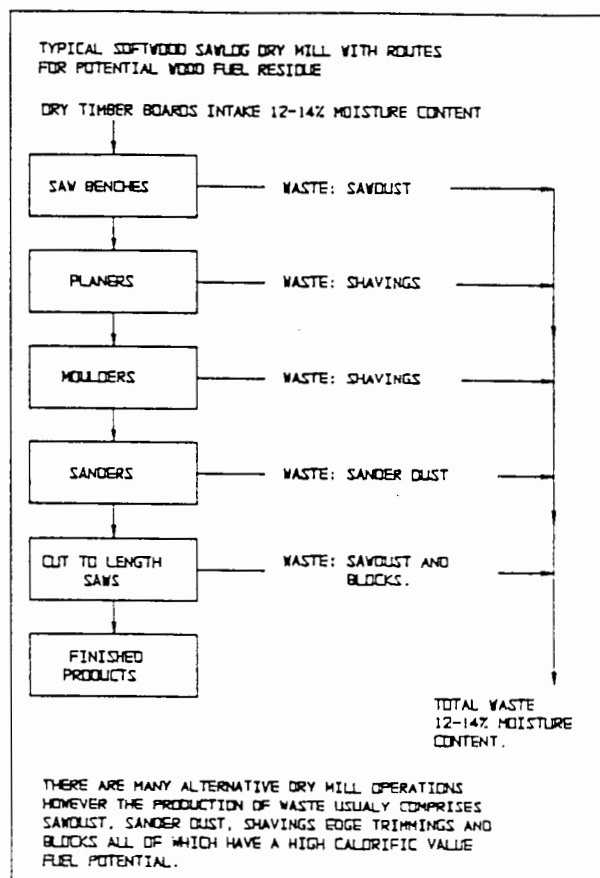 TYPICAL SOFTWOOD SAWLOG DRY MILL WITH ROUTES
FOR POTENTIAL WOOD FUEL RESIDUE
DRY TIMBER BOARDS INTAKE 12-14% MOISTURE CONTENT
SAW BENCHES
WASTE: SAWDUST
PLANERS
WASTE: SHAVINGS
MOULDERS
WASTE: SHAVINGS
SANDERS
WASTE: SANDER DUST
CUT TO LENGTH
SAWS
WASTE: SAWDUST AND
BLOCKS.
FINISHED
PRODUCTS
TOTAL WASTE
12-14% MOISTURE
CONTENT.
THERE ARE MANY ALTERNATIVE DRY MILL OPERATIONS
HOWEVER THE PRODUCTION OF WASTE USUALY COMPRISES
SAWDUST, SANDER DUST, SHAVINGS EDGE TRIMMINGS AND
BLOCKS ALL OF WHICH HAVE A HIGH CALORIFIC VALUE
FUEL POTENTIAL.